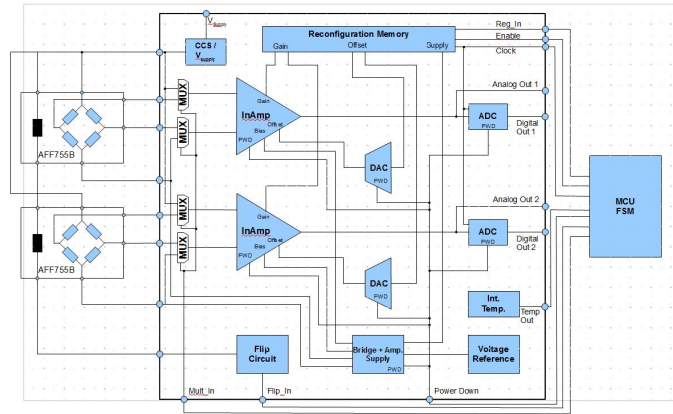 V
Supply
Reg_In
Enable
Clock
Reconfiguration Memory
Gain
Offset
Supply
CCS /
V
Supply
MUX
MUX
Gain
InAmp
Offset
Bias
PWD
Analog Out 1
ADC
PWD
Digital
Out 1
DAC
PWD
AFF755B
MCU
FSM
MUX
MUX
Gain
InAmp
Offset
Bias
PWD
Analog Out 2
ADC
PWD
Digital
Out 2
DAC
PWD
AFF755B
Int.
Temp.
Temp
Out
Flip
Circuit
Bridge + Amp.
Supply
PWD
Voltage
Reference
Mult_In
Flip_In
Power Down